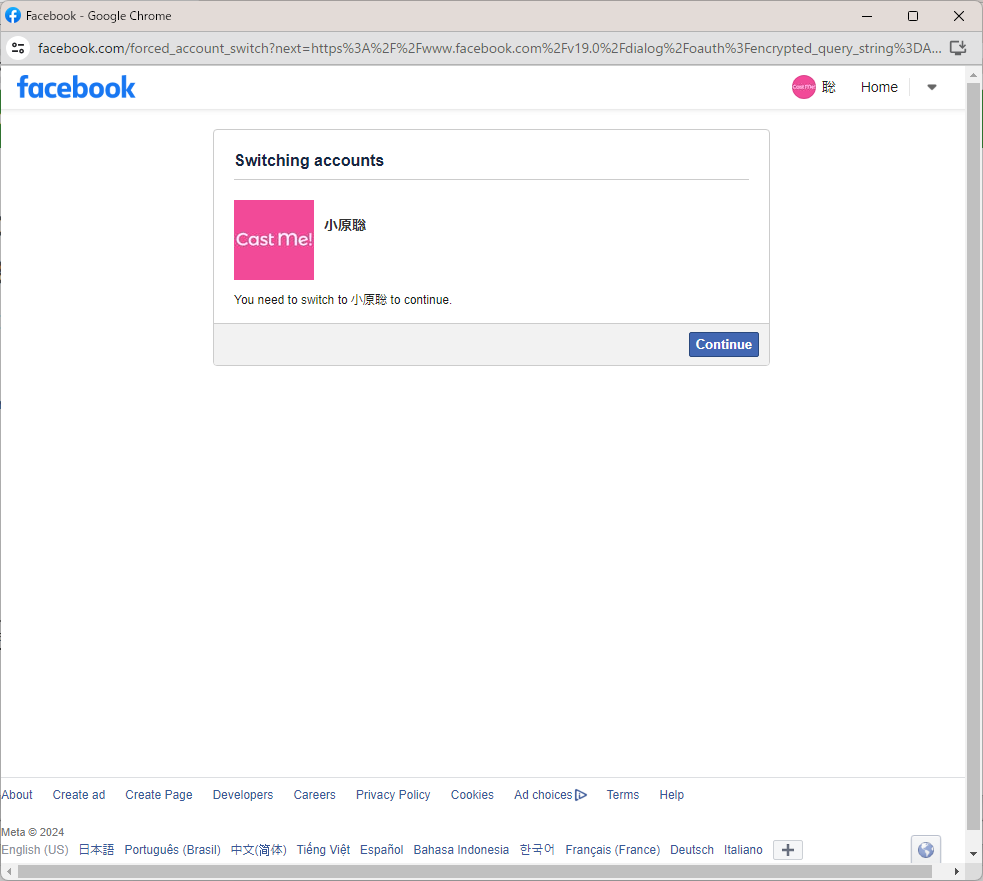 Facebook - Google Chrome
facebook.com/forced_account_switch?next=https%3A%2F%2Fwww.facebook.com%2Fv19.0%2Fdialog%2Foauth%3Fencrypted_query_string%3DA...
facebook
Cast Me! 聡 Home
Switching accounts
Cast Me!
小原聡
You need to switch to 小原聡 to continue.
Continue
About Create ad Create Page Developers Careers Privacy Policy Cookies Ad choices Terms Help
Meta © 2024
English (US) 日本語 Português (Brasil) 中文(简体) Tiếng Việt Español Bahasa Indonesia 한국어 Français (France) Deutsch Italiano